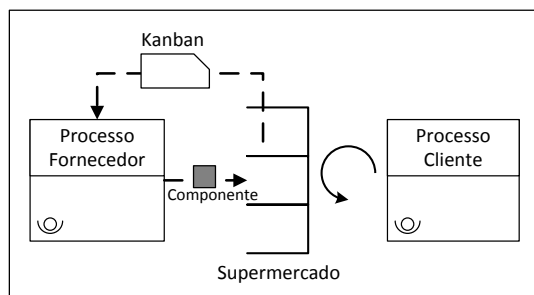 Kanban
Processo
Fornecedor
Componente
Processo
Cliente
Supermercado